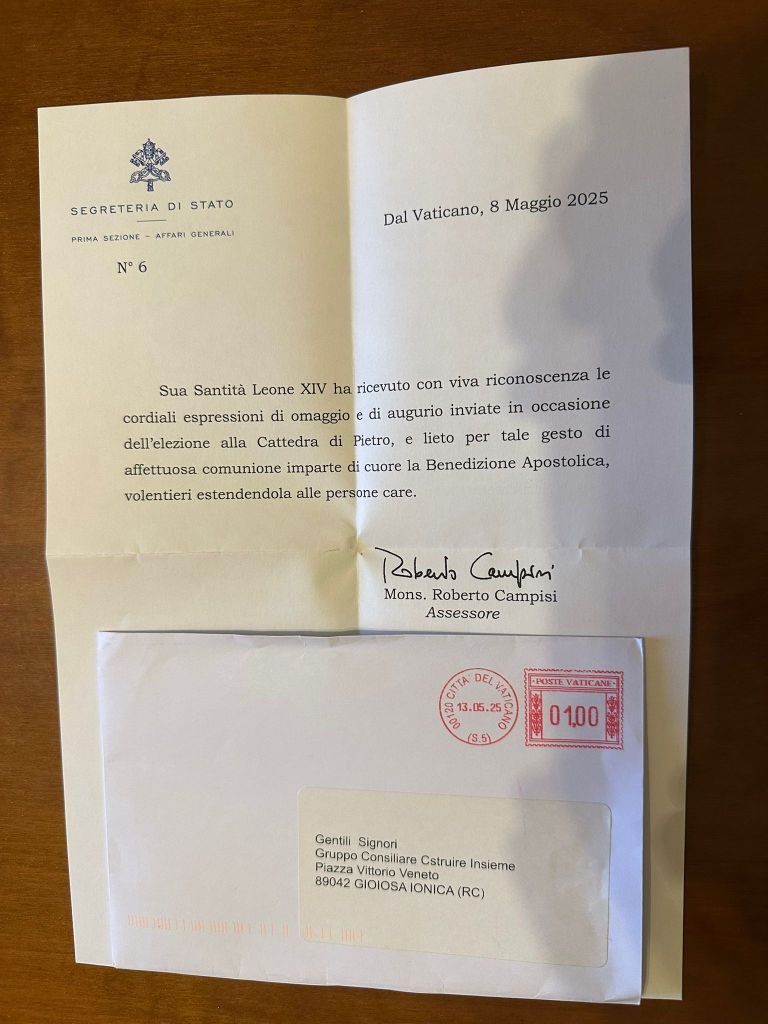 SEGRETERIA DI STATO
PRIMA SEZIONE – AFFARI GENERALI
N° 6
Dal Vaticano, 8 Maggio 2025
Sua Santità Leone XIV ha ricevuto con viva riconoscenza le
cordiali espressioni di omaggio e di augurio inviate in occasione
dell'elezione alla Cattedra di Pietro, e lieto per tale gesto di
affettuosa comunione imparte di cuore la Benedizione Apostolica,
volentieri estendendola alle persone care.
Roberto Campisi
Mons. Roberto Campisi
Assessore
00120 CITTA' DEL VATICANO
13.05.25
(S.5)
POSTE VATICANE
01,00
Gentili Signori
Gruppo Consiliare Cstruire Insieme
Piazza Vittorio Veneto
89042 GIOIOSA IONICA (RC)